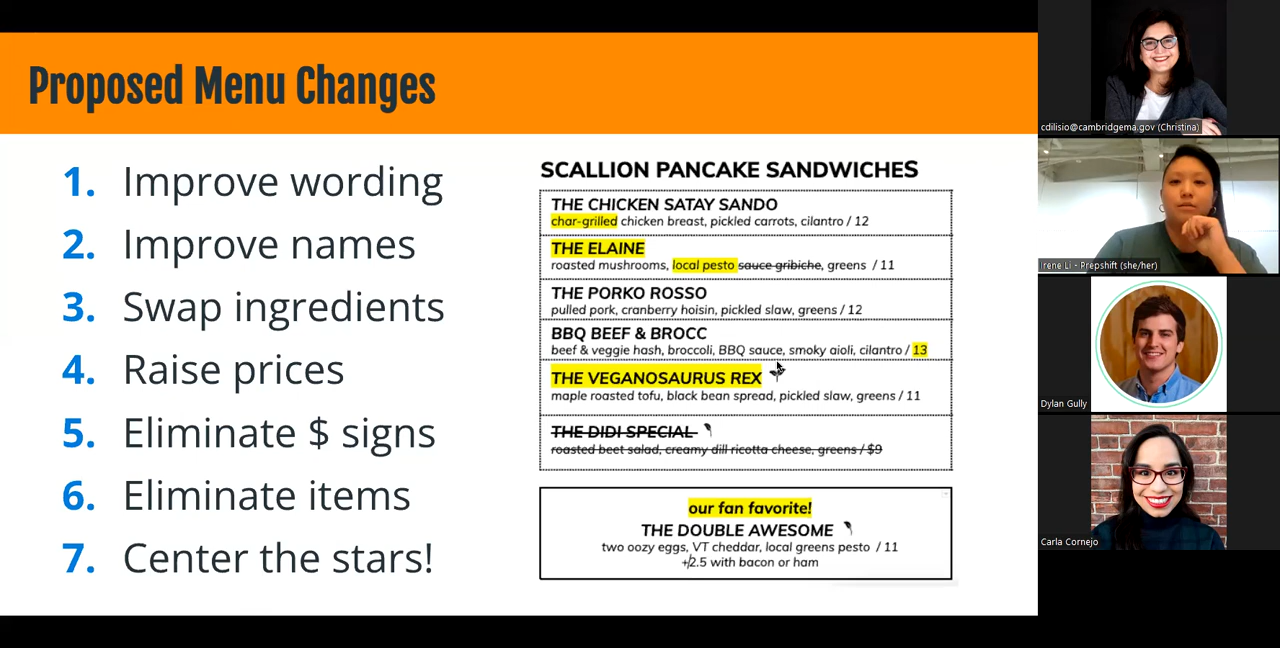 Proposed Menu Changes
1. Improve wording
2. Improve names
3. Swap ingredients
4. Raise prices
5. Eliminate $ signs
6. Eliminate items
7. Center the stars!
SCALLION PANCAKE SANDWICHES
THE CHICKEN SATAY SANDO
char-grilled chicken breast, pickled carrots, cilantro / 12
THE ELAINE
roasted mushrooms, local pesto sauce gribiche, greens / 11
THE PORKO ROSSO
pulled pork, cranberry hoisin, pickled slaw, greens / 12
BBQ BEEF & BROCC
beef & veggie hash, broccoli, BBQ sauce, smoky aioli, cilantro / 13
THE VEGANOSAURUS REX
maple roasted tofu, black bean spread, pickled slaw, greens / 11
THE DIDI SPECIAL
roasted beet salad, creamy dill ricotta cheese, greens / $9
our fan favorite!
THE DOUBLE AWESOME
two oozy eggs, VT cheddar, local greens pesto / 11
+2.5 with bacon or ham
cdilisio@cambridgema.gov (Christina)
Irene Li - Prepshift (she/her)
Dylan Gully
Carla Cornejo